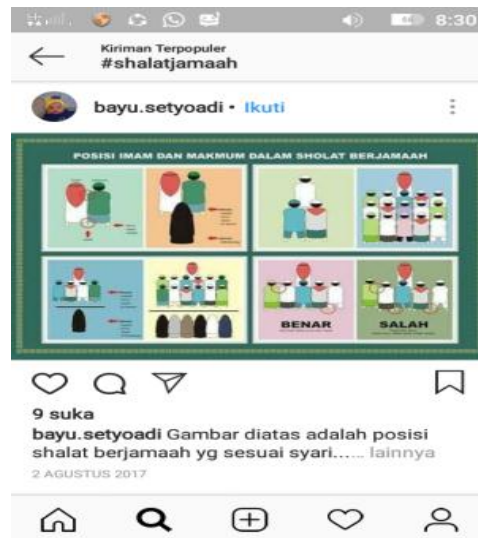 8:30
Kiriman Terpopuler
#shalatjamaah
bayu.setyoadi • Ikuti
POSISI IMAM DAN MAKMUM DALAM SHOLAT BERJAMAAH
BENAR
SALAH
9 suka
bayu.setyoadi Gambar diatas adalah posisi
shalat berjamaah yg sesuai syari...... lainnya
2 AGUSTUS 2017